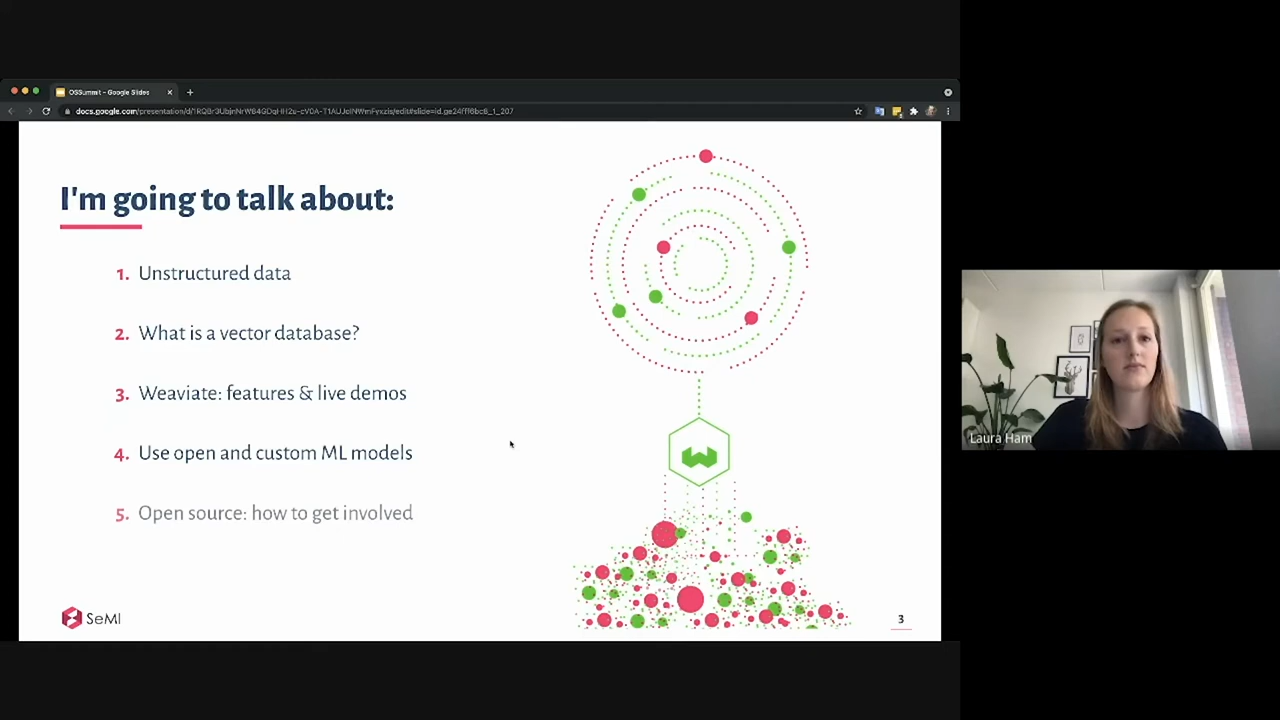 OSSummit - Google Slides
I'm going to talk about:
1. Unstructured data
2. What is a vector database?
3. Weaviate: features & live demos
4. Use open and custom ML models
5. Open source: how to get involved
SeMI
3
Laura Ham